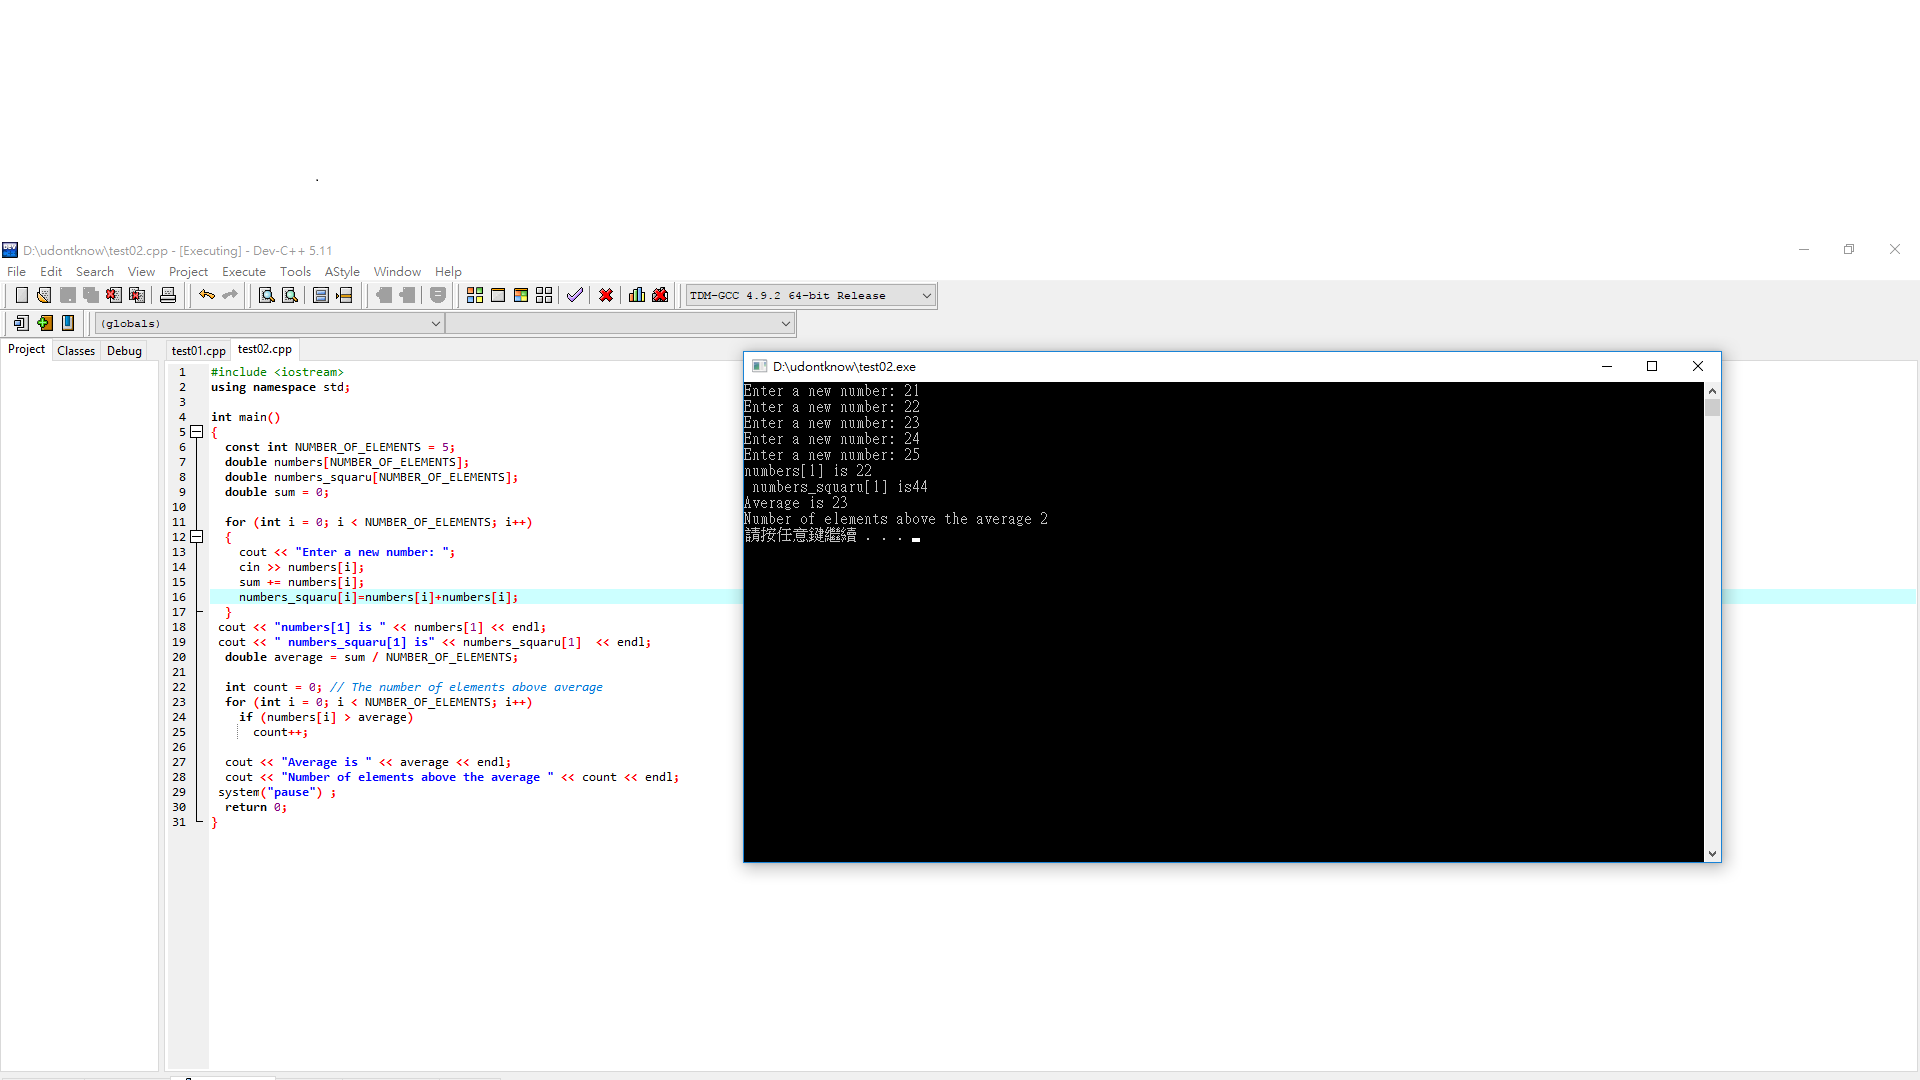 D:\udontknow\test02.cpp - [Executing] - Dev-C++ 5.11
File Edit Search View Project Execute Tools AStyle Window Help
TDM-GCC 4.9.2 64-bit Release
(globals)
Project Classes Debug
test01.cpp test02.cpp
1 #include <iostream>
2 using namespace std;
3
4 int main()
5 {
6 const int NUMBER_OF_ELEMENTS = 5;
7 double numbers[NUMBER_OF_ELEMENTS];
8 double numbers_squaru[NUMBER_OF_ELEMENTS];
9 double sum = 0;
10
11 for (int i = 0; i < NUMBER_OF_ELEMENTS; i++)
12 {
13 cout << "Enter a new number: ";
14 cin >> numbers[i];
15 sum += numbers[i];
16 numbers_squaru[i]=numbers[i]+numbers[i];
17 }
18 cout << "numbers[1] is " << numbers[1] << endl;
19 cout << " numbers_squaru[1] is" << numbers_squaru[1]  << endl;
20 double average = sum / NUMBER_OF_ELEMENTS;
21
22 int count = 0; // The number of elements above average
23 for (int i = 0; i < NUMBER_OF_ELEMENTS; i++)
24 if (numbers[i] > average)
25 count++;
26
27 cout << "Average is " << average << endl;
28 cout << "Number of elements above the average " << count << endl;
29 system("pause") ;
30 return 0;
31 }
D:\udontknow\test02.exe
Enter a new number: 21
Enter a new number: 22
Enter a new number: 23
Enter a new number: 24
Enter a new number: 25
numbers[1] is 22
numbers_squaru[1] is44
Average is 23
Number of elements above the average 2
請按任意鍵繼續 . . .